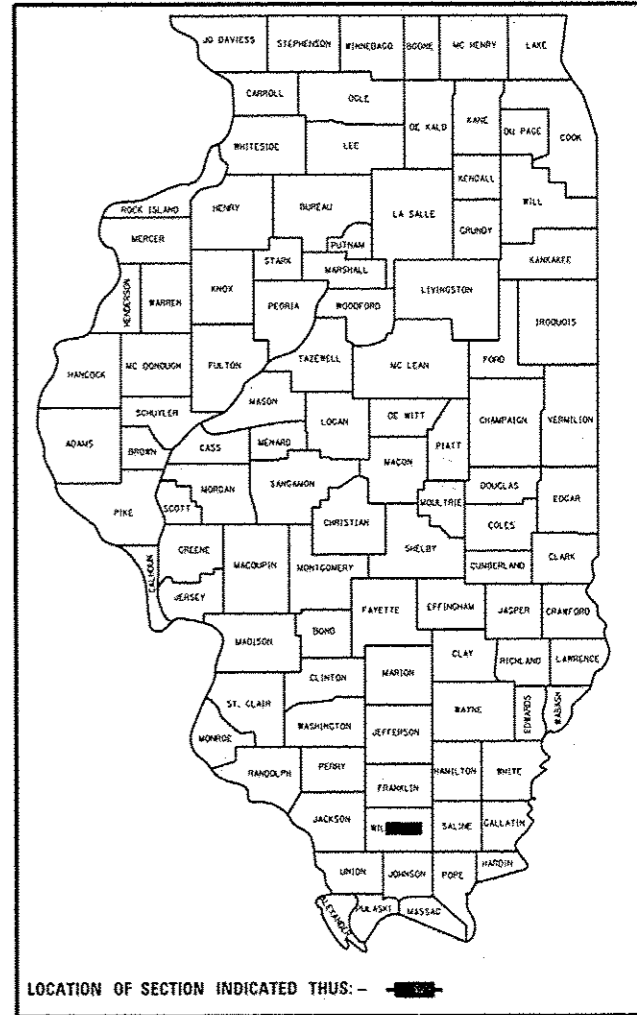 JO DAVIESS STEPHENSON WINNEBAGO BOONE MC HENRY LAKE
CARROLL OGLE DE KALB KANE DU PAGE COOK
WHITESIDE LEE
KENDALL WILL
ROCK ISLAND HENRY BUREAU LA SALLE GRUNDY
MERCER PUTNAM
STARK MARSHALL KANKAKEE
HENDERSON WARREN KNOX PEORIA WOODFORD LIVINGSTON IROQUOIS
HANCOCK MC DONOUGH FULTON TAZEWELL MC LEAN FORD
MASON
SCHUYLER LOGAN DE WITT CHAMPAIGN VERMILION
ADAMS BROWN CASS MENARD PIATT
MACON
SANGAMON DOUGLAS EDGAR
PIKE SCOTT MORGAN CHRISTIAN MOULTRIE COLES
GREENE MACOUPIN MONTGOMERY SHELBY CUMBERLAND CLARK
CALHOUN JERSEY
FAYETTE EFFINGHAM JASPER CRAWFORD
MADISON BOND
CLAY RICHLAND LAWRENCE
CLINTON MARION
ST. CLAIR WAYNE EDWARDS WABASH
MONROE WASHINGTON JEFFERSON
RANDOLPH PERRY HAMILTON WHITE
FRANKLIN
JACKSON WIL SALINE GALLATIN
UNION JOHNSON POPE HARDIN
ALEXANDER PULASKI MASSAC
LOCATION OF SECTION INDICATED THUS: -